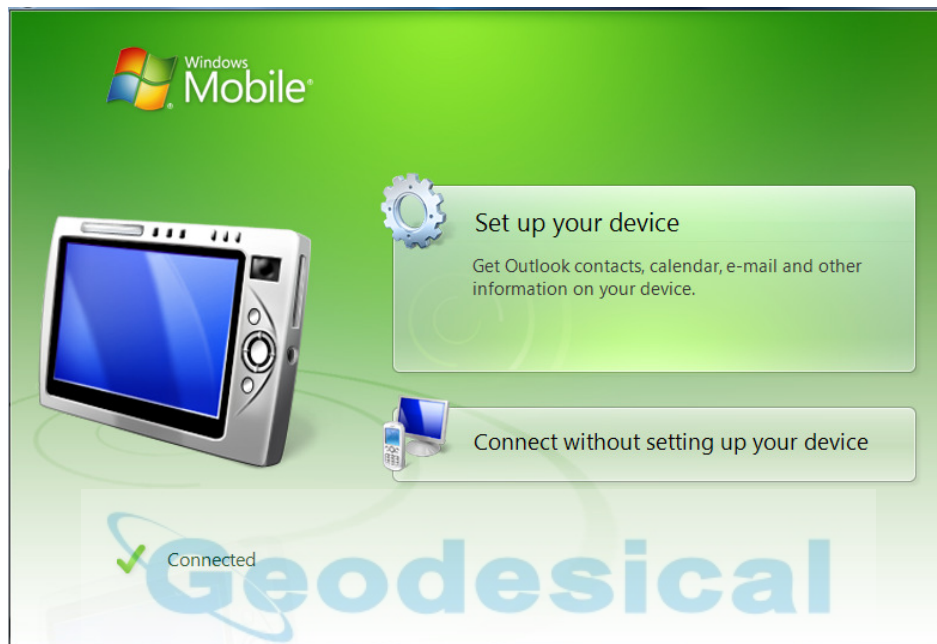 Windows
Mobile®
Set up your device
Get Outlook contacts, calendar, e-mail and other
information on your device.
Connect without setting up your device
Connected
Geodesical